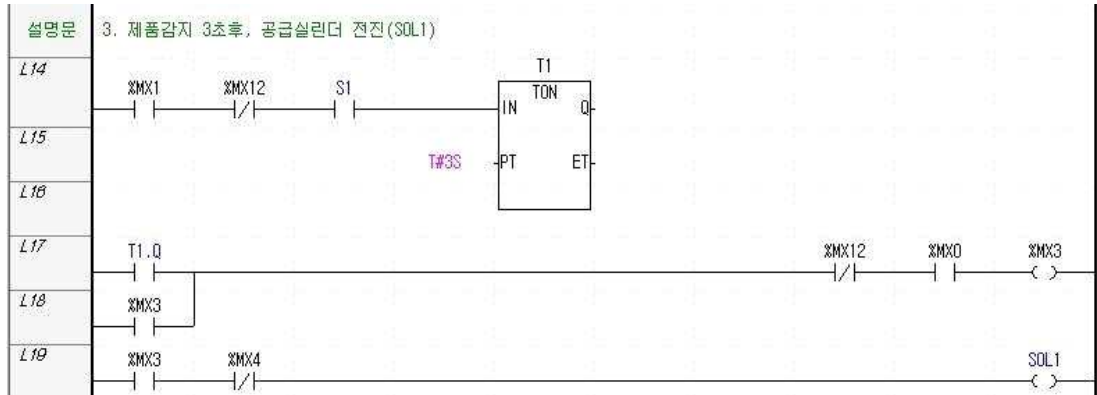 설명문 3. 제품감지 3초후, 공급실린더 전진(SOL1)
L14 T1
%MX1 %MX12 S1 TON
IN Q
L15
T#3S PT ET
L16
L17 T1.Q %MX12 %MX0 %MX3
L18 %MX3
L19 %MX3 %MX4 SOL1